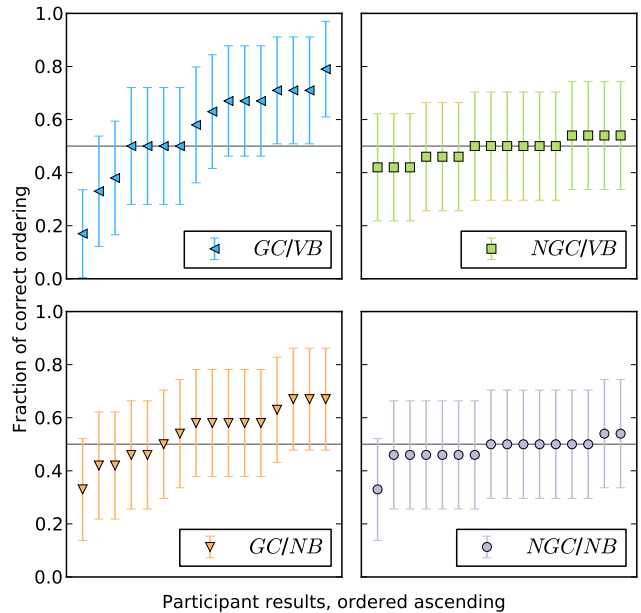 1.0
0.8
0.6
0.4
0.2
0.0
GC/VB
NGC/VB
1.0
0.8
0.6
0.4
0.2
0.0
GC/NB
NGC/NB
Fraction of correct ordering
Participant results, ordered ascending